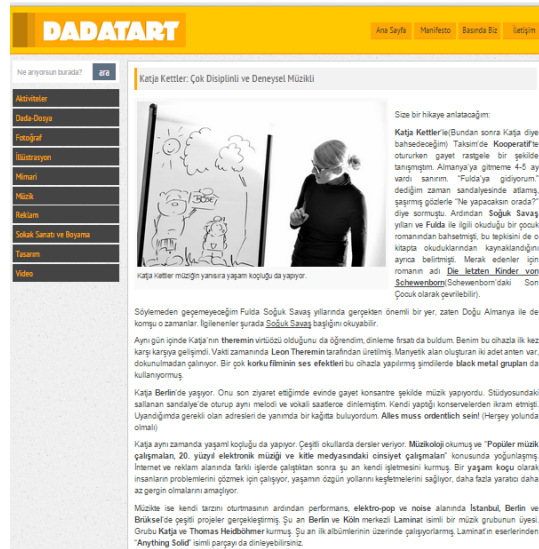 DADATART
Ana Sayfa
Manifesto
Basında Biz
İletişim
Ne arıyorsun burada?
ara
Katja Kettler: Çok Disiplinli ve Deneysel Müzikli
Aktiviteler
Dada-Dosya
Fotoğraf
İllüstrasyon
Mimari
Müzik
Reklam
Sokak Sanatı ve Boyama
Tasarım
Video
BÖSE
Katja Kettler müziğin yanısıra yaşam koçluğu da yapıyor.
Size bir hikaye anlatacağım:
Katja Kettler'le(Bundan sonra Katja diye
bahsedeceğim) Taksim'de Kooperatif'te
otururken gayet rastgele bir şekilde
tanışmıştım. Almanya'ya gitmeme 4-5 ay
vardı sanırım, "Fulda'ya gidiyorum,"
dediğim zaman sandalyesinde atlamış,
şaşırmış gözlerle "Ne yapacaksın orada?"
diye sormuştu. Ardından Soğuk Savaş
yılları ve Fulda ile ilgili okuduğu bir çocuk
romanından bahsetmişti, bu tepkisini de o
kitapta okuduklarından kaynaklandığını
ayrıca belirtmişti. Merak edenler için
romanın adı Die letzten Kinder von
Schewenborn(Schewenborn'daki Son
Çocuk olarak çevrilebilir).
Söylemeden geçemeyeceğim Fulda Soğuk Savaş yıllarında gerçekten önemli bir yer, zaten Doğu Almanya ile de
komşu o zamanlar. İlgilenenler şurada Soğuk Savaş başlığını okuyabilir.
Aynı gün içinde Katja'nın theremin virtüözü olduğunu da öğrendim, dinleme fırsatı da buldum. Benim bu cihazla ilk kez
karşı karşıya gelişimdi. Vakti zamanında Leon Theremin tarafından üretilmiş. Manyetik alan oluşturan iki adet anten var,
dokunulmadan çalınıyor. Bir çok korku filminin ses efektleri bu cihazla yapılırmış şimdilerde black metal grupları da
kullanıyormuş.
Katja Berlin'de yaşıyor. Onu son ziyaret ettiğimde evinde gayet konsantre şekilde müzik yapıyordu. Stüdyosundaki
sallanan sandalye'de oturup aynı melodi ve vokali saatlerce dinlemiştim. Kendi yaptığı konservelerden ikram etmişti.
Uyandığımda gerekli olan adresleri de yanımda bir kağıtta buluyordum. Alles muss ordentlich sein! (Herşey yolunda
olmalı)
Katja aynı zamanda yaşam koçluğu da yapıyor. Çeşitli okullarda dersler veriyor. Müzikoloji okumuş ve "Popüler müzik
çalışmaları, 20. yüzyıl elektronik müziği ve kitle medyasındaki cinsiyet çalışmaları" konusunda yoğunlaşmış.
İnternet ve reklam alanında farklı işlerde çalıştıktan sonra şu an kendi işletmesini kurmuş. Bir yaşam koçu olarak
insanların problemlerini çözmek için çalışıyor, yaşamın özgün yollarını keşfetmelerini sağlıyor, daha fazla yaratıcı daha
az gergin olmalarını amaçlıyor.
Müzikte ise kendi tarzını oturtmasının ardından performans, elektro-pop ve noise alanında İstanbul, Berlin ve
Brüksel'de çeşitli projeler gerçekleştirmiş. Şu an Berlin ve Köln merkezli Laminat isimli bir müzik grubunun üyesi.
Grubu Katja ve Thomas Heidböhmer kurmuş. Şu an ilk albümlerinin üzerinde çalışıyorlarmış. Laminat'ın eserlerinden
"Anything Solid" isimli parçayı da dinleyebilirsiniz.